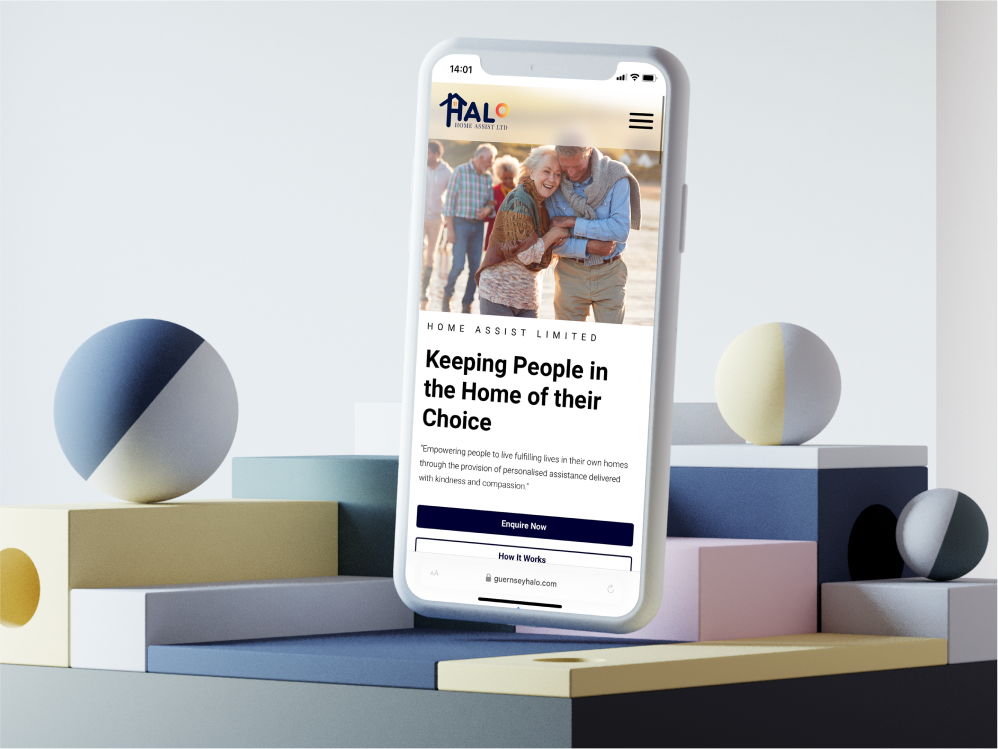 14:01
HALO
HOME ASSIST LTD
HOME ASSIST LIMITED
Keeping People in
the Home of their
Choice
"Empowering people to live fulfilling lives in their own homes
through the provision of personalised assistance delivered
with kindness and compassion."
Enquire Now
How It Works
AA
guernseyhalo.com